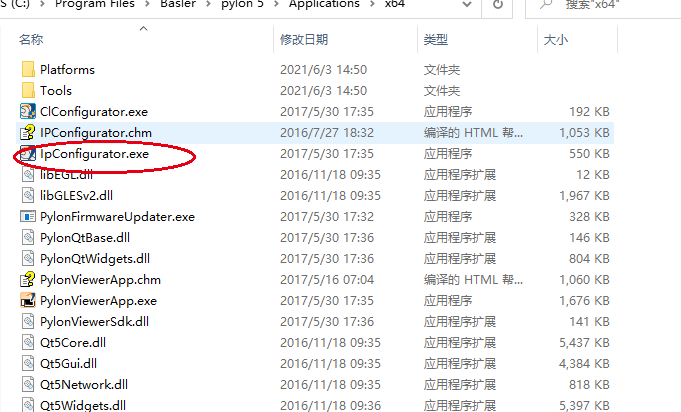 S (C:) > Program Files > Basler > pylon 5 > Applications > x64
搜索"x64"
名称 修改日期 类型 大小
Platforms 2021/6/3 14:50 文件夹
Tools 2021/6/3 14:50 文件夹
ClConfigurator.exe 2017/5/30 17:35 应用程序 192 KB
IPConfigurator.chm 2016/7/27 18:32 编译的 HTML 帮... 1,053 KB
IpConfigurator.exe 2017/5/30 17:35 应用程序 550 KB
libEGL.dll 2016/11/18 09:35 应用程序扩展 12 KB
libGLESv2.dll 2016/11/18 09:35 应用程序扩展 1,967 KB
PylonFirmwareUpdater.exe 2017/5/30 17:32 应用程序 328 KB
PylonQtBase.dll 2017/5/30 17:36 应用程序扩展 146 KB
PylonQtWidgets.dll 2017/5/30 17:36 应用程序扩展 804 KB
PylonViewerApp.chm 2017/5/16 07:04 编译的 HTML 帮... 1,060 KB
PylonViewerApp.exe 2017/5/30 17:35 应用程序 1,676 KB
PylonViewerSdk.dll 2017/5/30 17:36 应用程序扩展 141 KB
Qt5Core.dll 2016/11/18 09:35 应用程序扩展 5,437 KB
Qt5Gui.dll 2016/11/18 09:35 应用程序扩展 4,384 KB
Qt5Network.dll 2016/11/18 09:35 应用程序扩展 818 KB
Qt5Widgets.dll 2016/11/18 09:35 应用程序扩展 4,405 KB